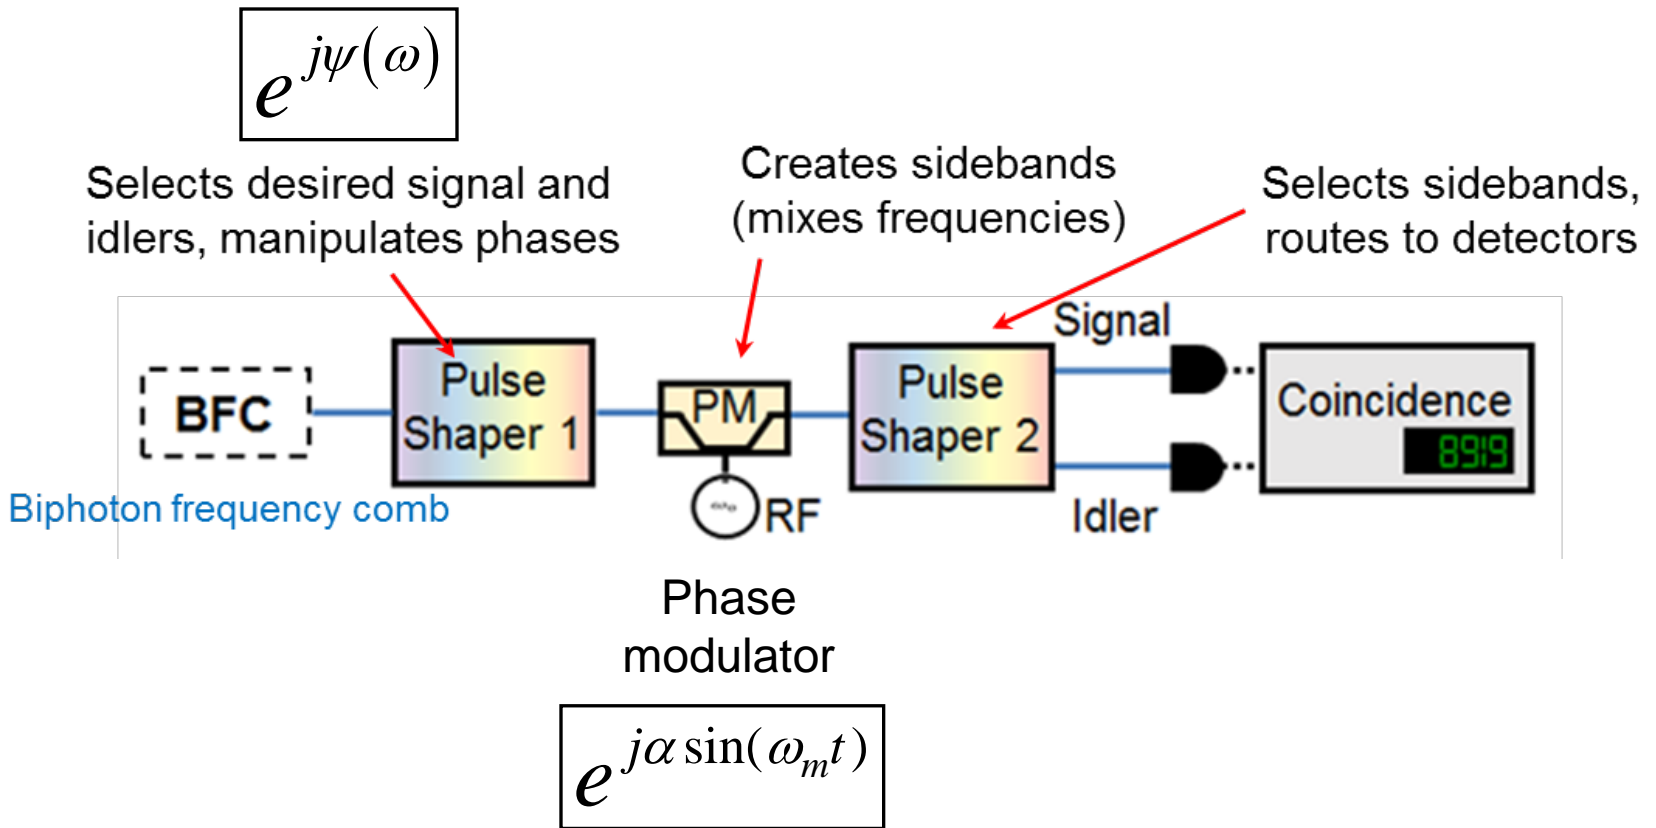 e^{jψ(ω)}
Selects desired signal and
idlers, manipulates phases
Creates sidebands
(mixes frequencies)
Selects sidebands,
routes to detectors
BFC
Biphoton frequency comb
Pulse
Shaper 1
PM
RF
Pulse
Shaper 2
Signal
Idler
Coincidence
8919
Phase
modulator
e^{jα sin(ω_m t)}